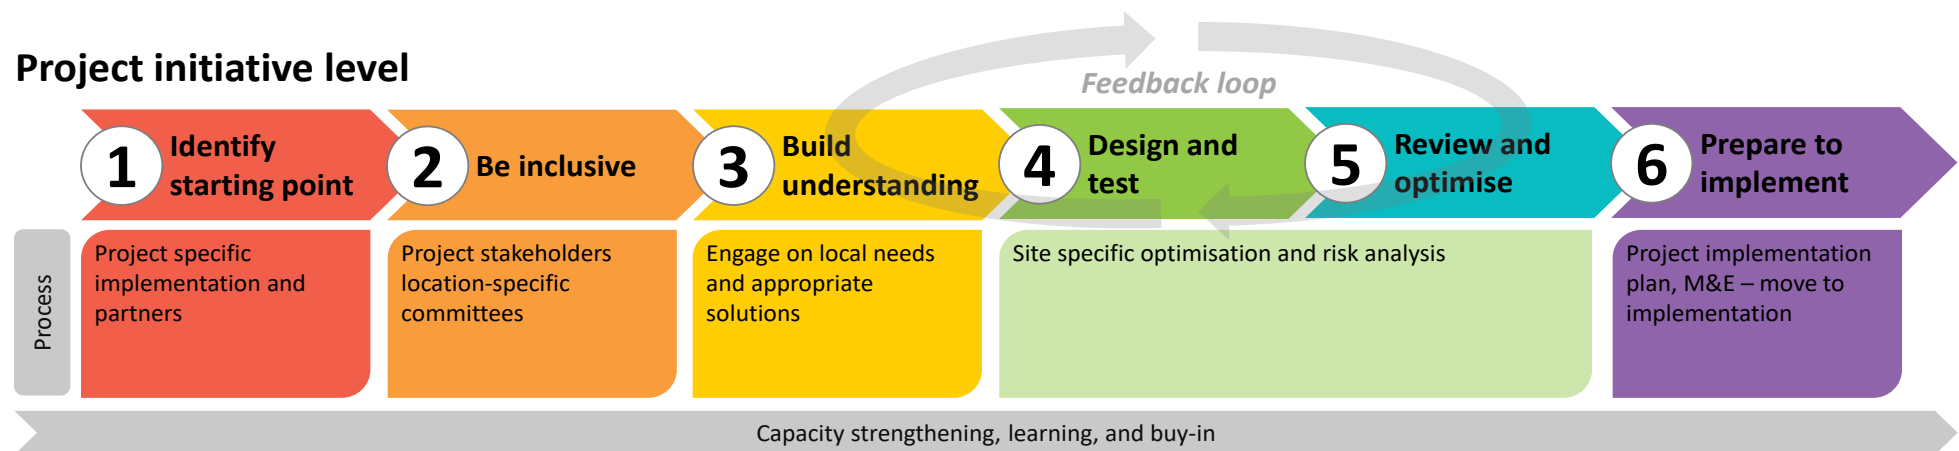 Project initiative level
Feedback loop
1
Identify
starting point
2
Be inclusive
3
Build
understanding
4
Design and
test
5
Review and
optimise
6
Prepare to
implement
Process
Project specific
implementation and
partners
Project stakeholders
location-specific
committees
Engage on local needs
and appropriate
solutions
Site specific optimisation and risk analysis
Project implementation
plan, M&E – move to
implementation
Capacity strengthening, learning, and buy-in